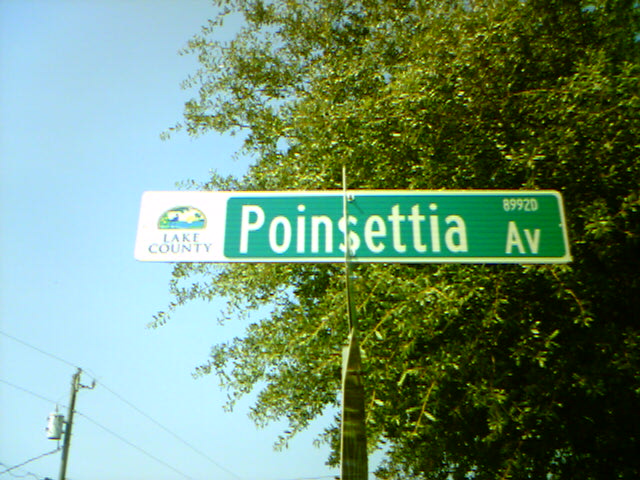 LAKE
COUNTY
Poinsettia Av
8992D